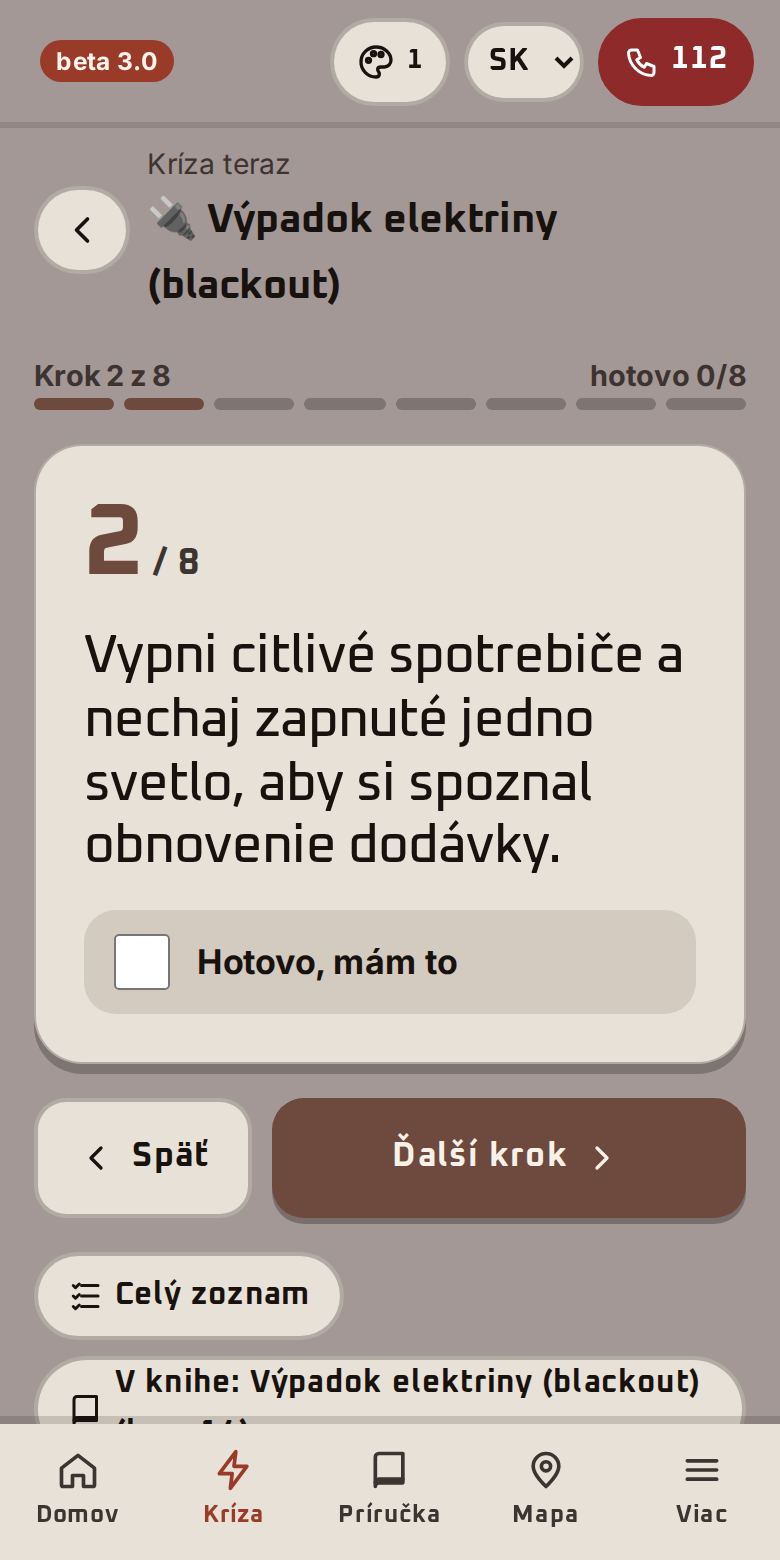 beta 3.0
1
SK
112
Kríza teraz
🔌 Výpadok elektriny
(blackout)
Krok 2 z 8
hotovo 0/8
2 / 8
Vypni citlivé spotrebiče a
nechaj zapnuté jedno
svetlo, aby si spoznal
obnovenie dodávky.
Hotovo, mám to
Späť
Ďalší krok
Celý zoznam
V knihe: Výpadok elektriny (blackout)
Domov
Kríza
Príručka
Mapa
Viac